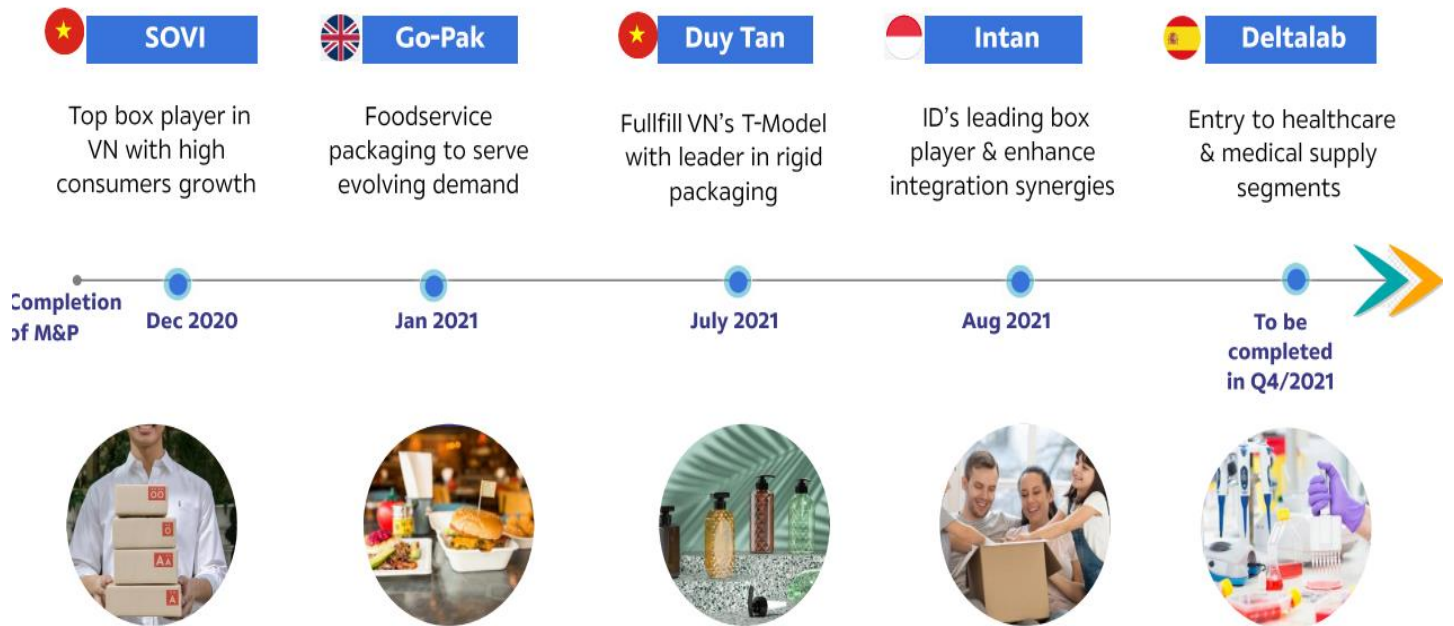 SOVI
Go-Pak
Duy Tan
Intan
Deltalab
Top box player in
VN with high
consumers growth
Foodservice
packaging to serve
evolving demand
Fullfill VN's T-Model
with leader in rigid
packaging
ID's leading box
player & enhance
integration synergies
Entry to healthcare
& medical supply
segments
Completion
of M&P
Dec 2020
Jan 2021
July 2021
Aug 2021
To be
completed
in Q4/2021